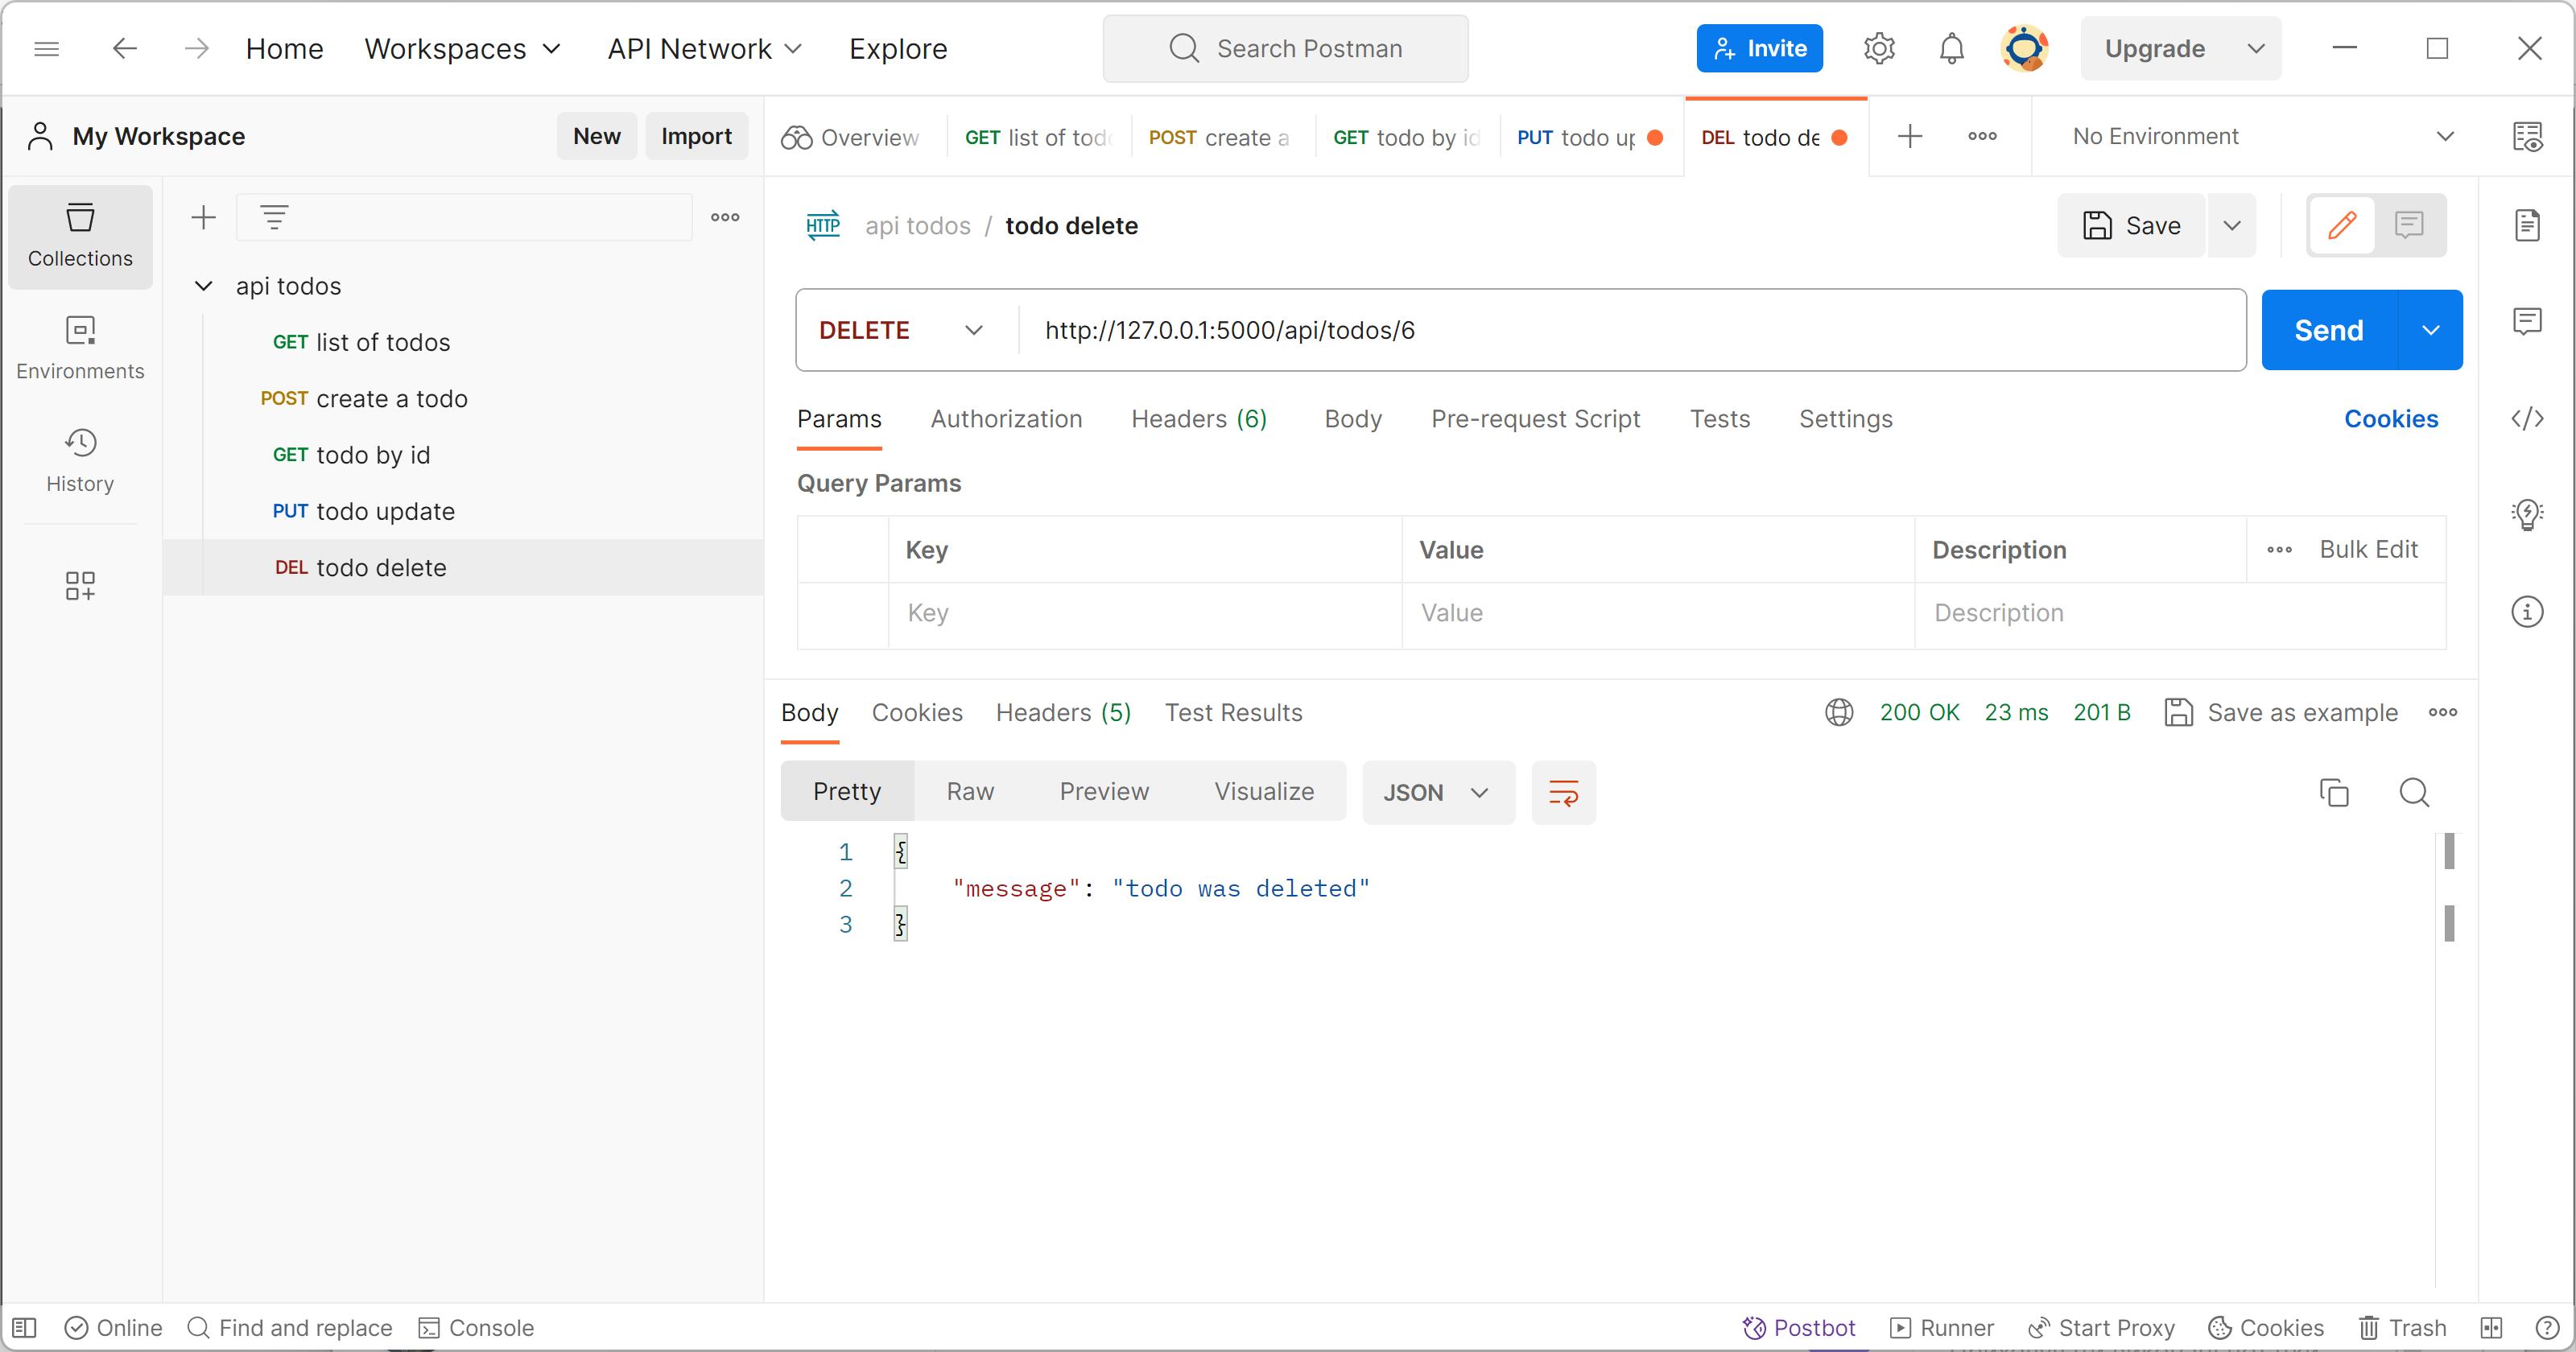 Home Workspaces API Network Explore Search Postman Invite Upgrade
My Workspace New Import Overview GET list of tod POST create a GET todo by id PUT todo up DEL todo de No Environment
Collections
Environments
History
api todos
GET list of todos
POST create a todo
GET todo by id
PUT todo update
DEL todo delete
HTTP api todos / todo delete Save
DELETE http://127.0.0.1:5000/api/todos/6 Send
Params Authorization Headers (6) Body Pre-request Script Tests Settings Cookies
Query Params
Key Value Description Bulk Edit
Key Value Description
Body Cookies Headers (5) Test Results 200 OK 23 ms 201 B Save as example
Pretty Raw Preview Visualize JSON
1 {
2 "message": "todo was deleted"
3 }
Online Find and replace Console Postbot Runner Start Proxy Cookies Trash